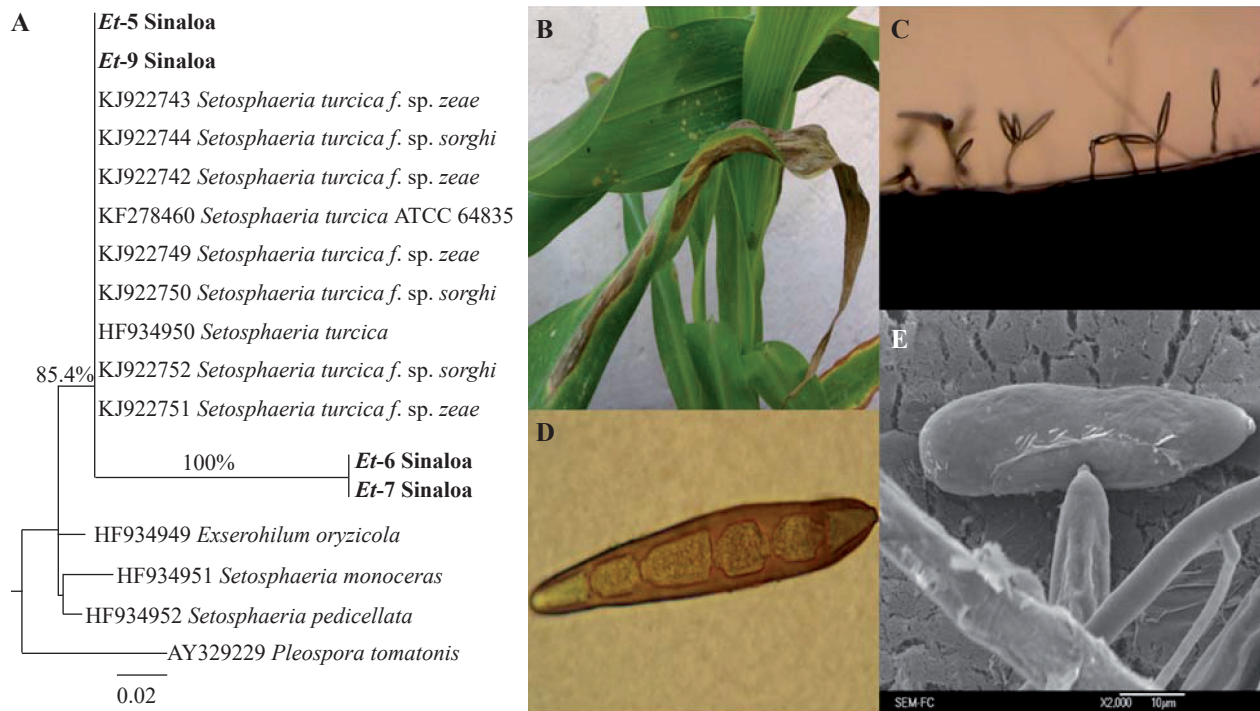 A
Et-5 Sinaloa
Et-9 Sinaloa
KJ922743 Setosphaeria turcica f. sp. zeae
KJ922744 Setosphaeria turcica f. sp. sorghi
KJ922742 Setosphaeria turcica f. sp. zeae
KF278460 Setosphaeria turcica ATCC 64835
KJ922749 Setosphaeria turcica f. sp. zeae
KJ922750 Setosphaeria turcica f. sp. sorghi
HF934950 Setosphaeria turcica
85.4%
KJ922752 Setosphaeria turcica f. sp. sorghi
KJ922751 Setosphaeria turcica f. sp. zeae
100%
Et-6 Sinaloa
Et-7 Sinaloa
HF934949 Exserohilum oryzicola
HF934951 Setosphaeria monoceras
HF934952 Setosphaeria pedicellata
AY329229 Pleospora tomatonis
0.02
B
C
D
E
SEM-FC
X2,000 10µm